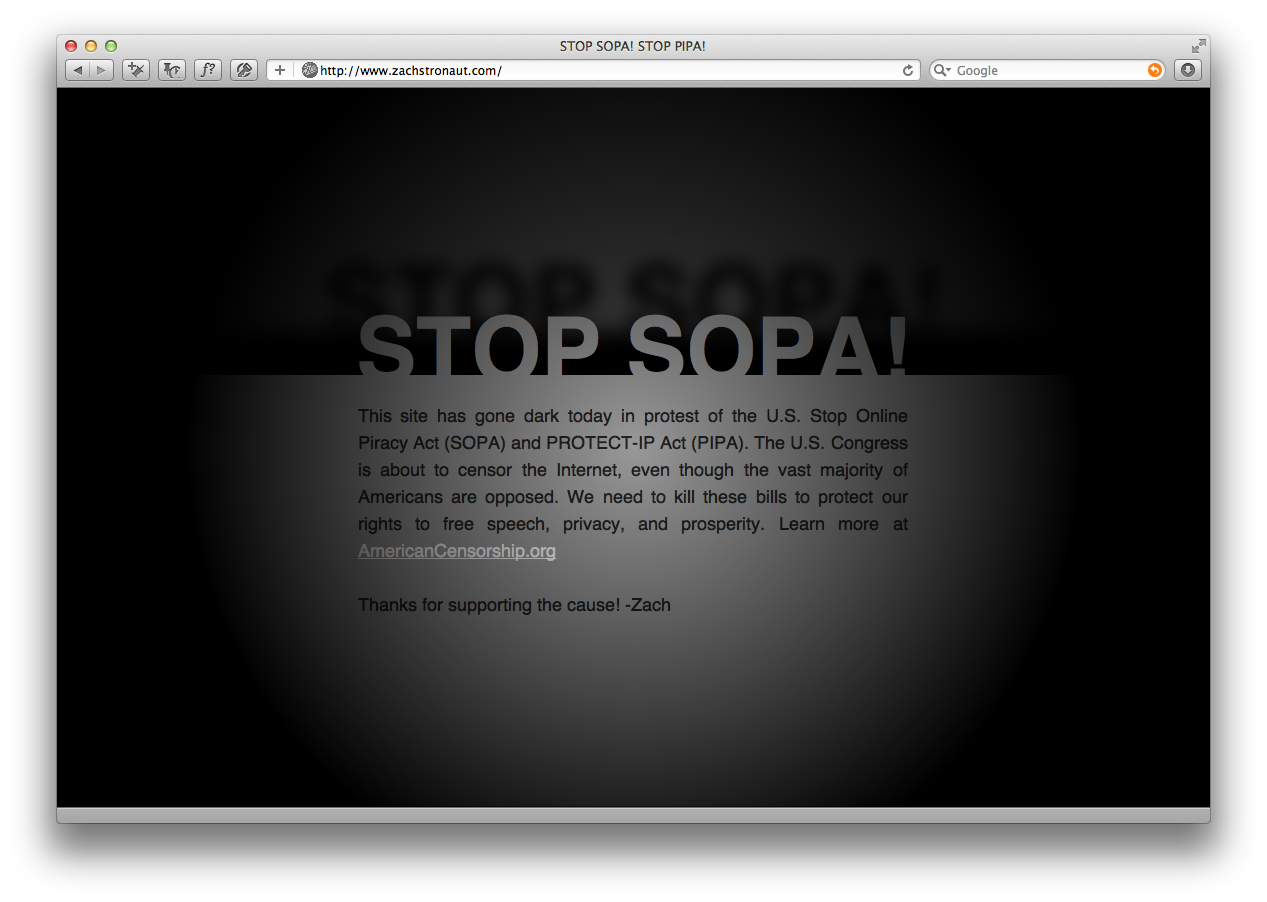 STOP SOPA! STOP PIPA!
f?
http://www.zachstronaut.com/
Google
STOP SOPA!
STOP SOPA!
This site has gone dark today in protest of the U.S. Stop Online
Piracy Act (SOPA) and PROTECT-IP Act (PIPA). The U.S. Congress
is about to censor the Internet, even though the vast majority of
Americans are opposed. We need to kill these bills to protect our
rights to free speech, privacy, and prosperity. Learn more at
AmericanCensorship.org
Thanks for supporting the cause! -Zach